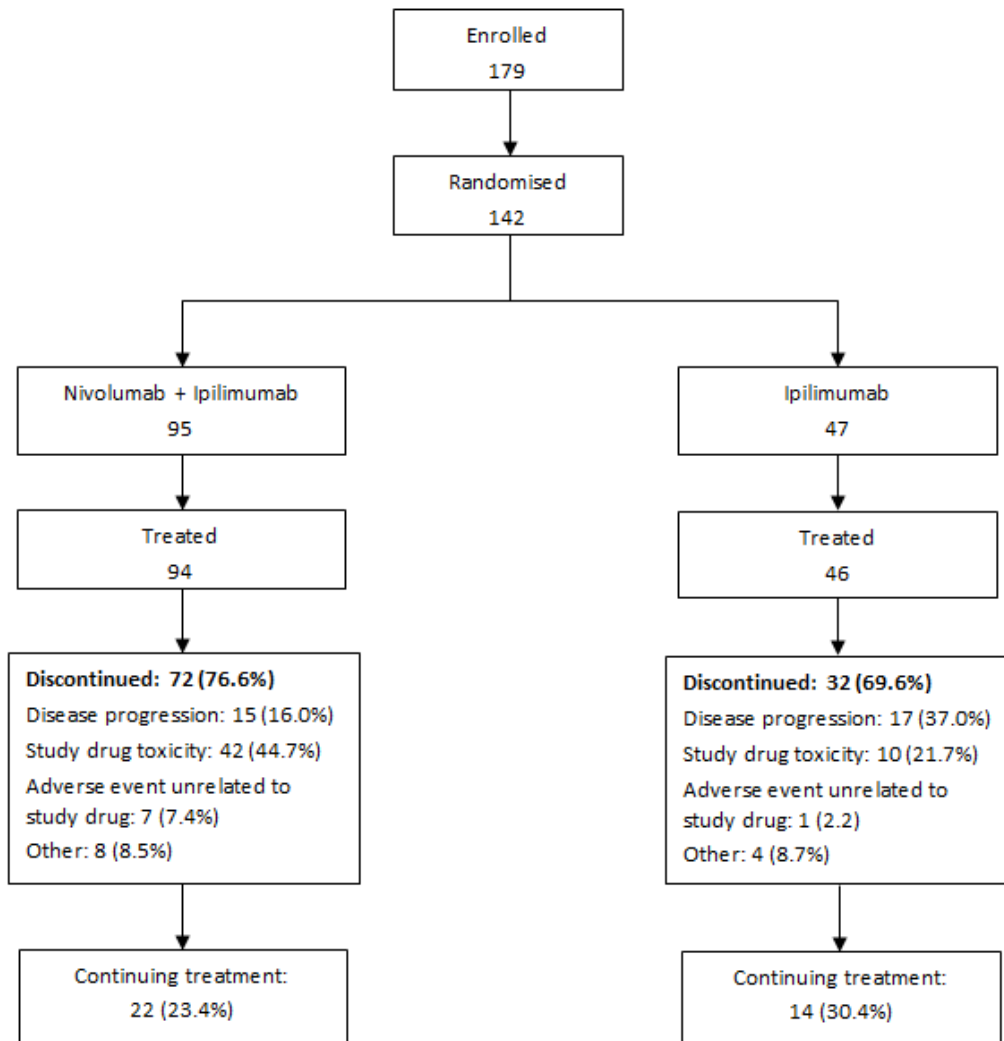 Enrolled
179
Randomised
142
Nivolumab + Ipilimumab
95
Treated
94
Discontinued: 72 (76.6%)
Disease progression: 15 (16.0%)
Study drug toxicity: 42 (44.7%)
Adverse event unrelated to
study drug: 7 (7.4%)
Other: 8 (8.5%)
Continuing treatment:
22 (23.4%)
Ipilimumab
47
Treated
46
Discontinued: 32 (69.6%)
Disease progression: 17 (37.0%)
Study drug toxicity: 10 (21.7%)
Adverse event unrelated to
study drug: 1 (2.2)
Other: 4 (8.7%)
Continuing treatment:
14 (30.4%)